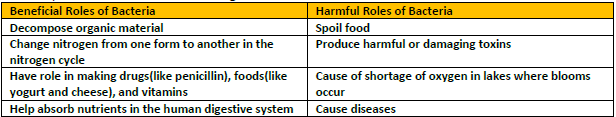 Beneficial Roles of Bacteria Harmful Roles of Bacteria
Decompose organic material Spoil food
Change nitrogen from one form to another in the Produce harmful or damaging toxins
nitrogen cycle
Have role in making drugs(like penicillin), foods(like Cause of shortage of oxygen in lakes where blooms
yogurt and cheese), and vitamins occur
Help absorb nutrients in the human digestive system Cause diseases